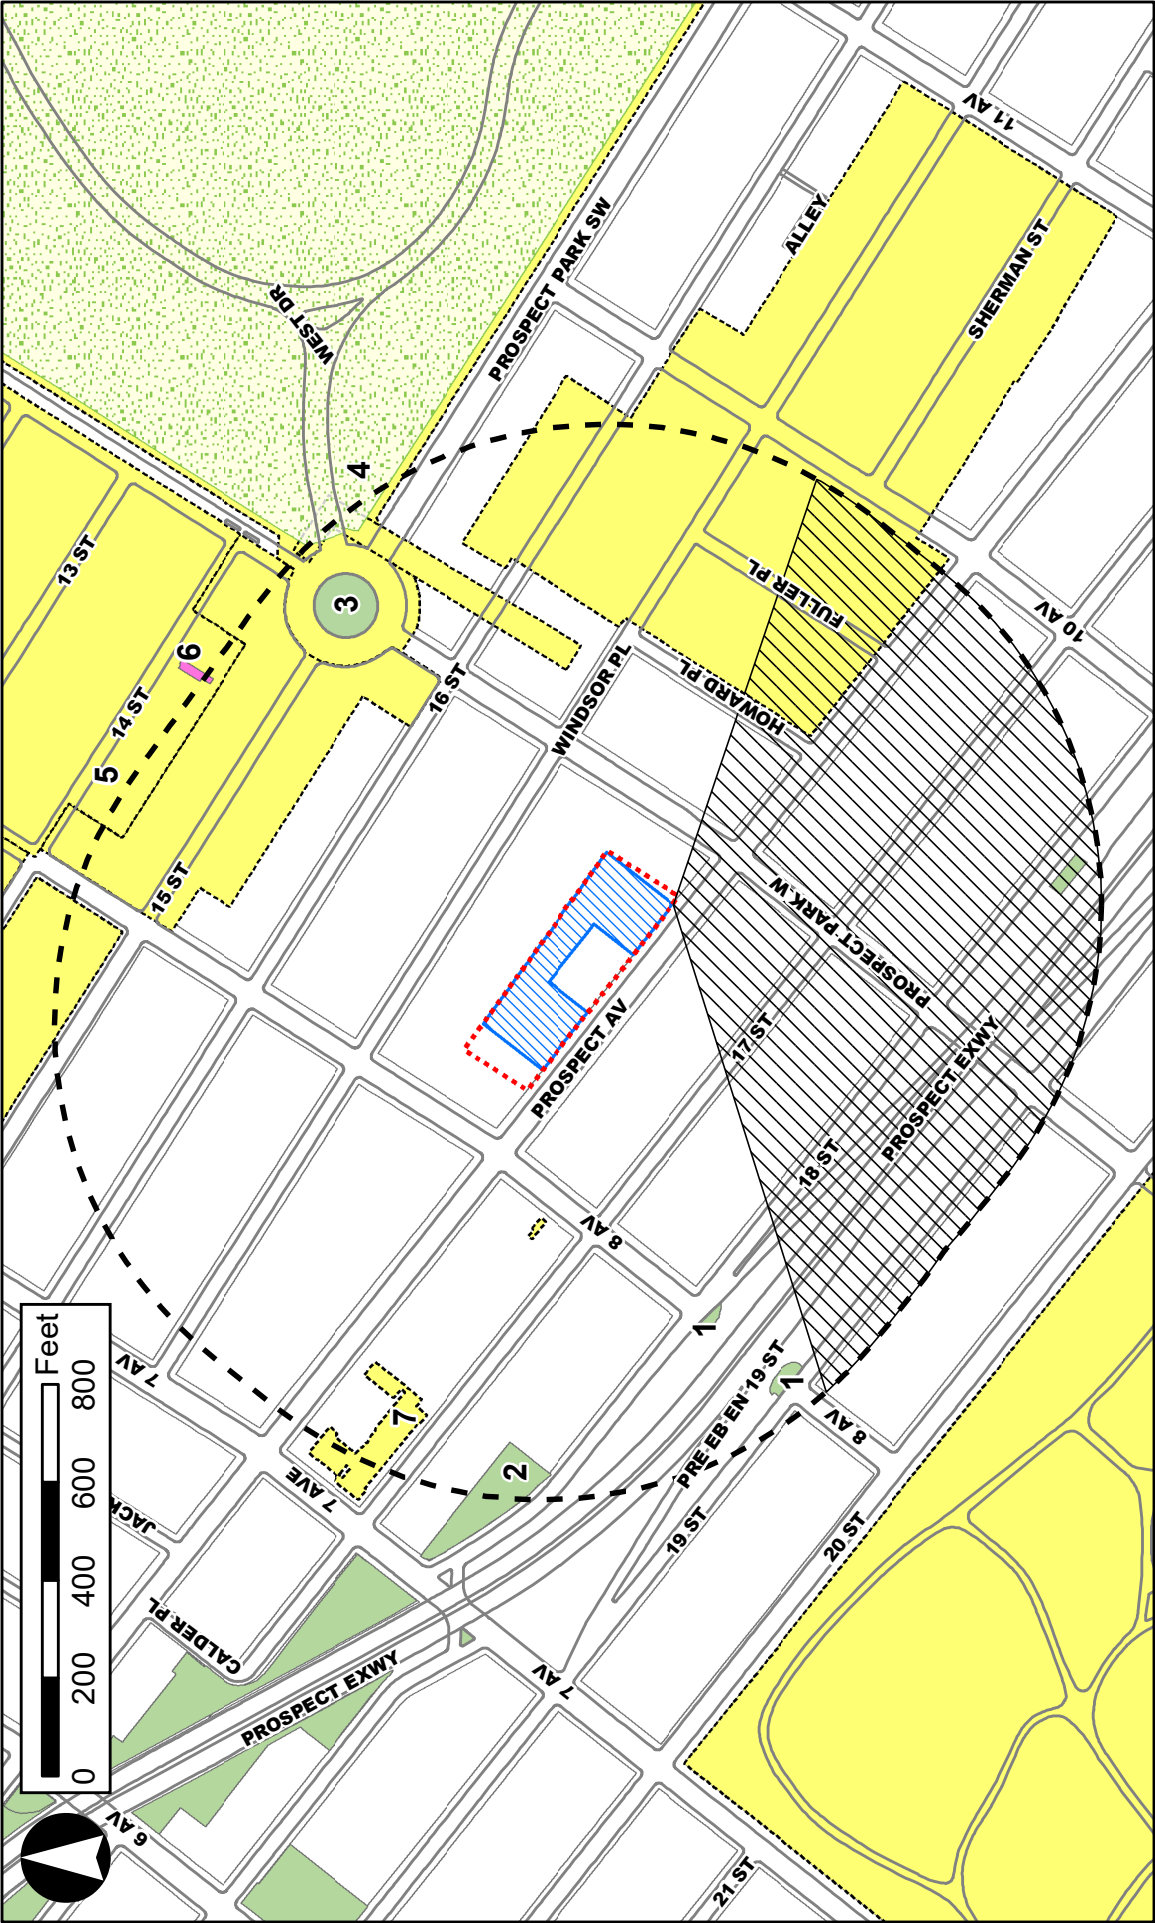 11 AV
ALLEY
PROSPECT PARK SW
SHERMAN ST
WEST DR
4
13 ST
3
FULLER PL
10 AV
6
14 ST
16 ST
WINDSOR PL
HOWARD PL
5
15 ST
PROSPECT PARK W
PROSPECT AV
17 ST
PROSPECT EXWY
18 ST
8 AV
1
7 AV
Feet
0 200 400 600 800
PRE EB EN 19 ST
1
8 AV
7
7 AVE
2
JACK
19 ST
20 ST
CALDER PL
PROSPECT EXWY
7 AV
6 AV
21 ST